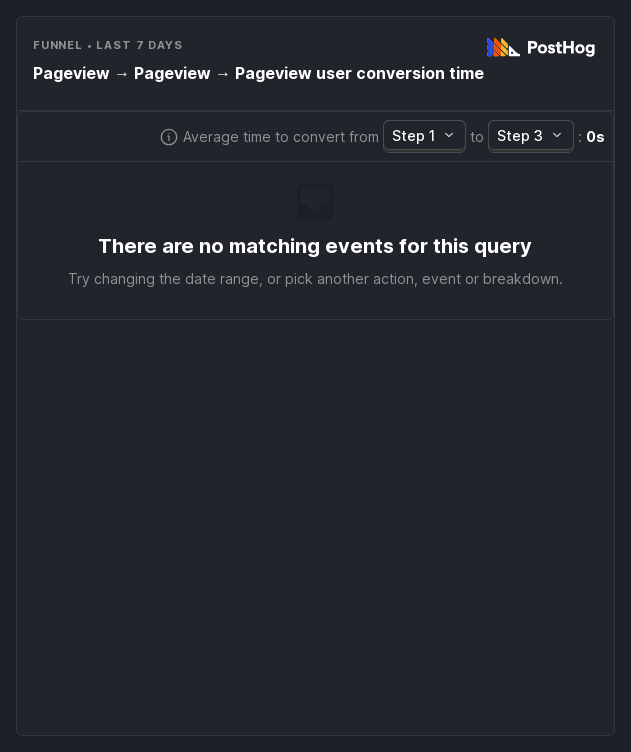 FUNNEL • LAST 7 DAYS
PostHog
Pageview → Pageview → Pageview user conversion time
Average time to convert from Step 1 to Step 3 : 0s
There are no matching events for this query
Try changing the date range, or pick another action, event or breakdown.